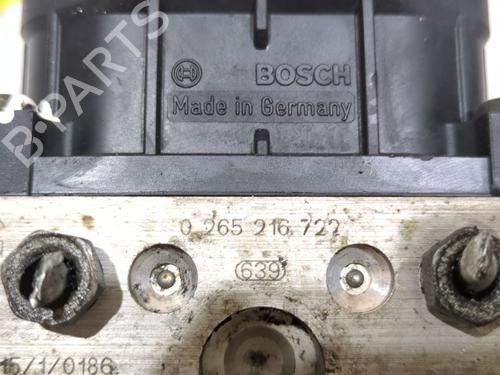 BOSCH
Made in Germany
B-PARTS
0 265 216 722
639
15/1/0186